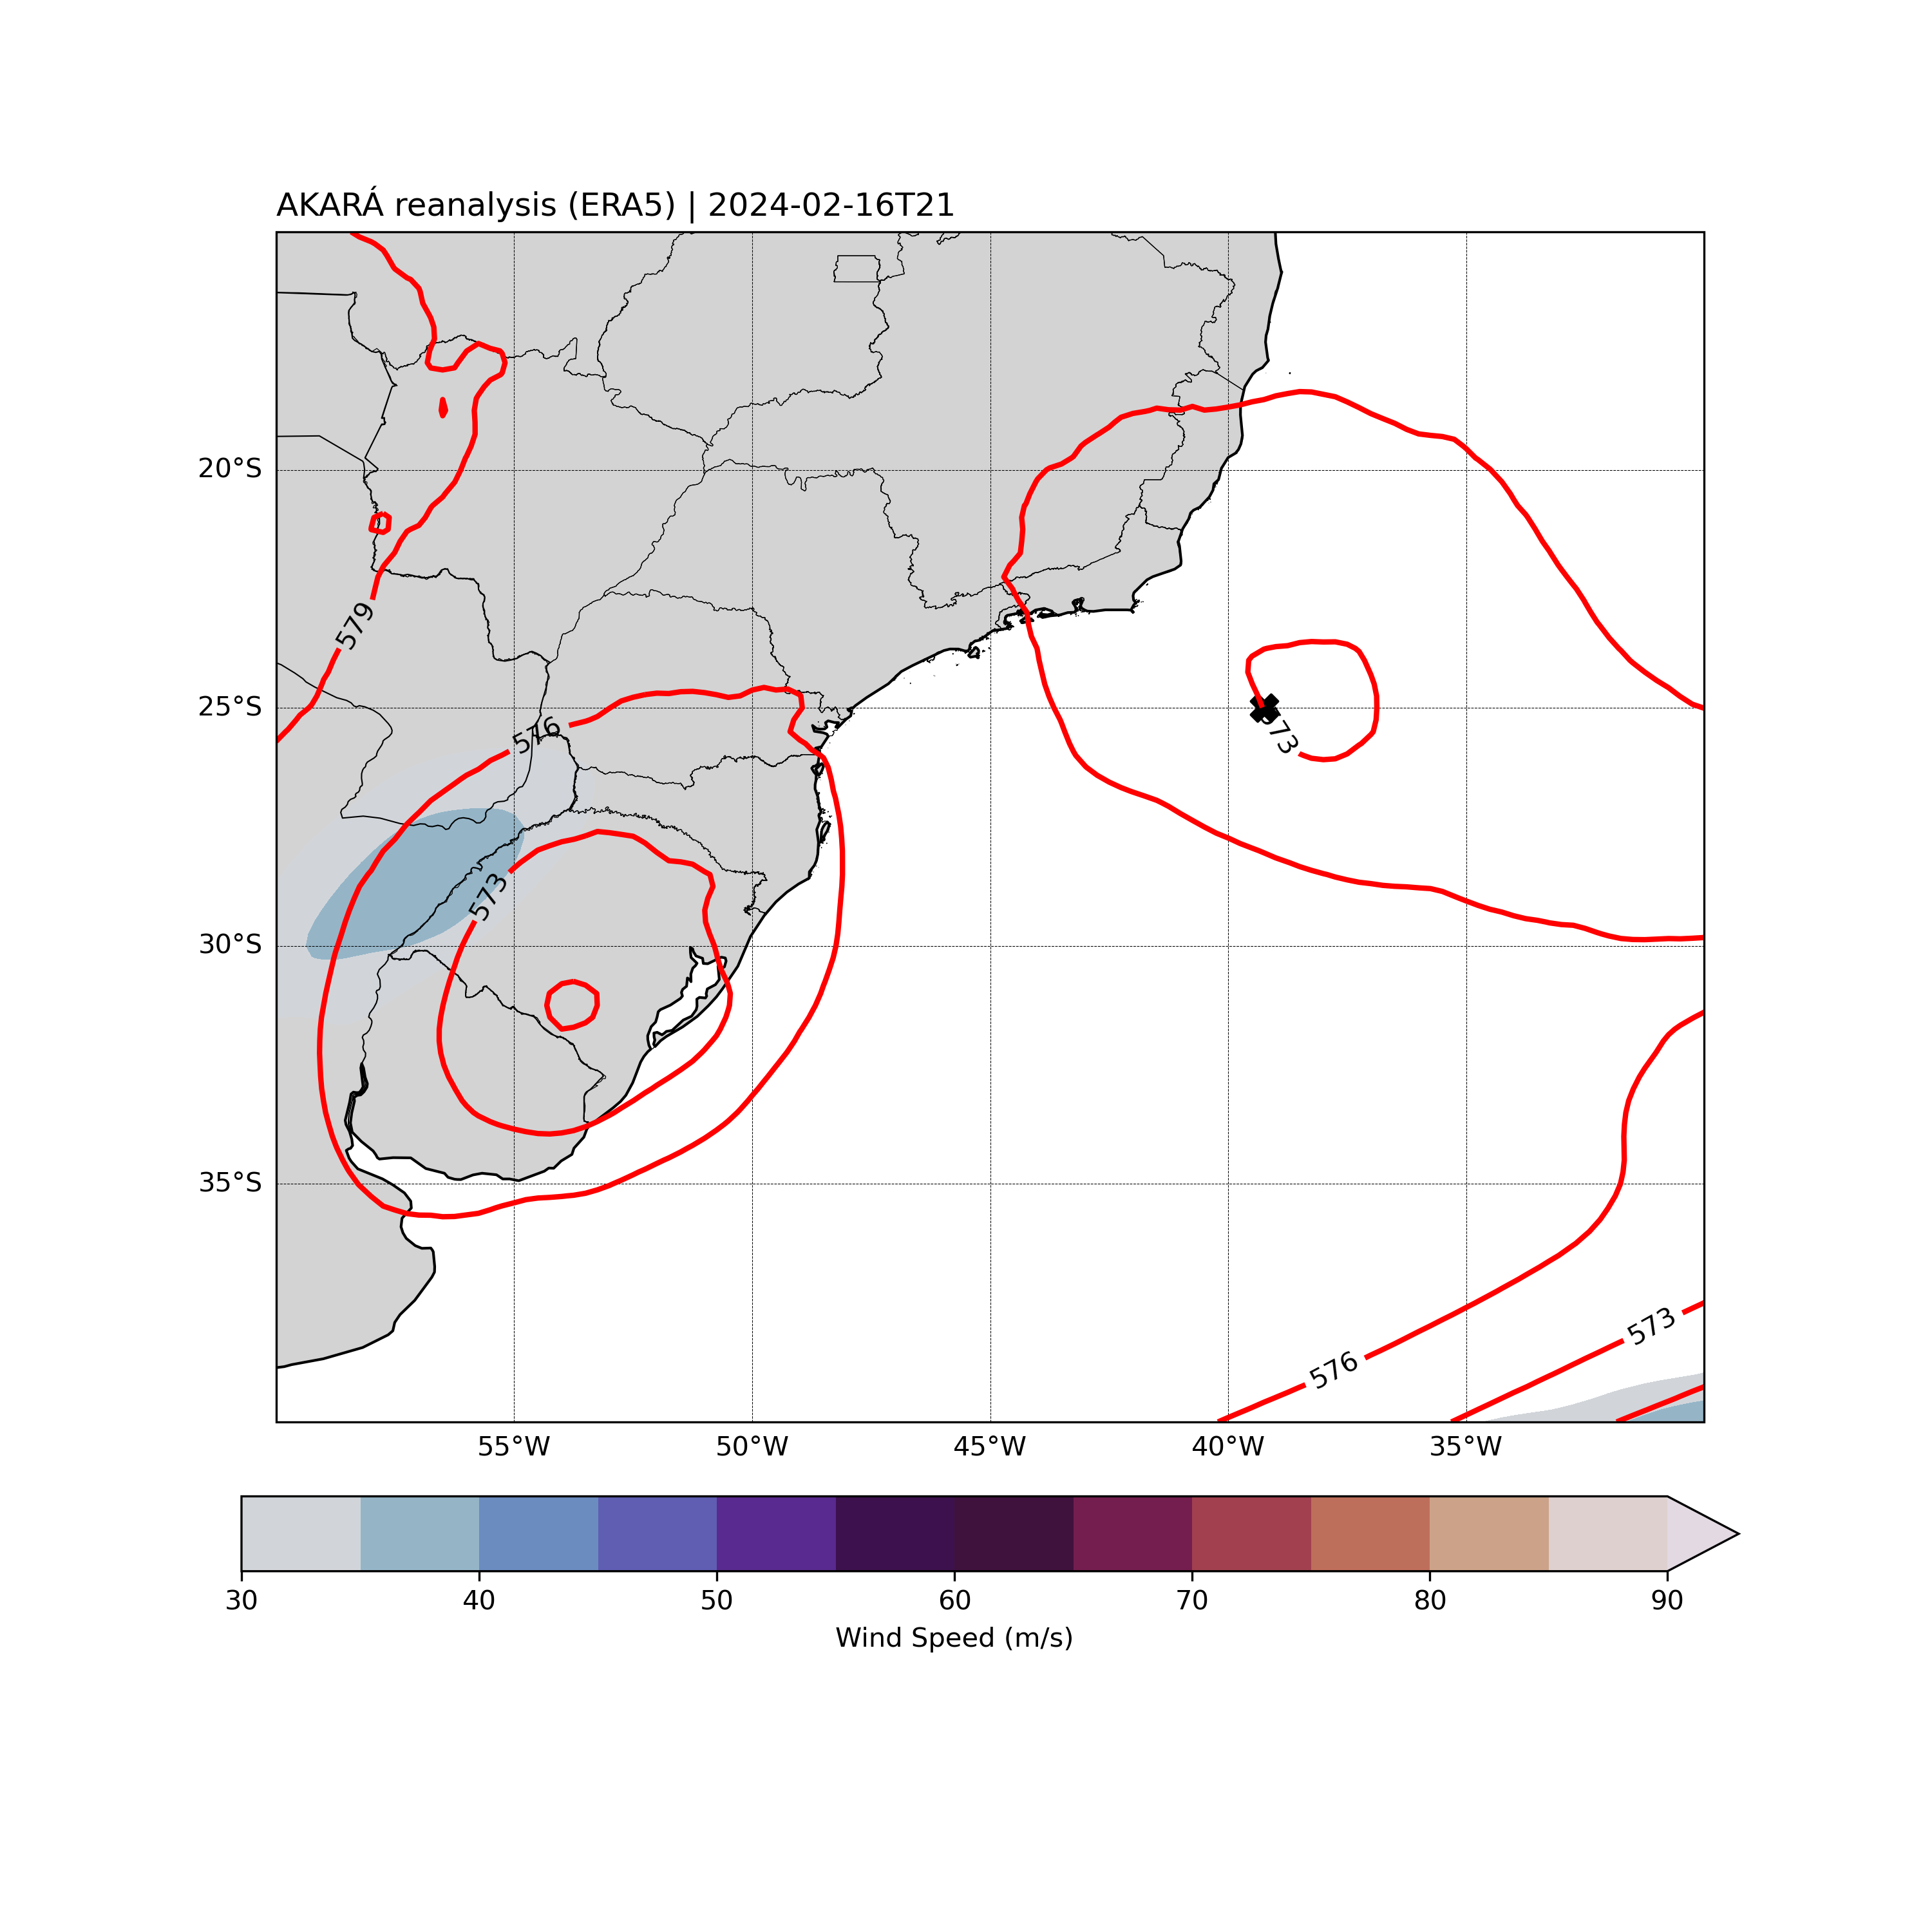 AKARÁ reanalysis (ERA5) | 2024-02-16T21
579
20°S
25°S
576
573
573
30°S
35°S
573
576
55°W 50°W 45°W 40°W 35°W
30 40 50 60 70 80 90
Wind Speed (m/s)